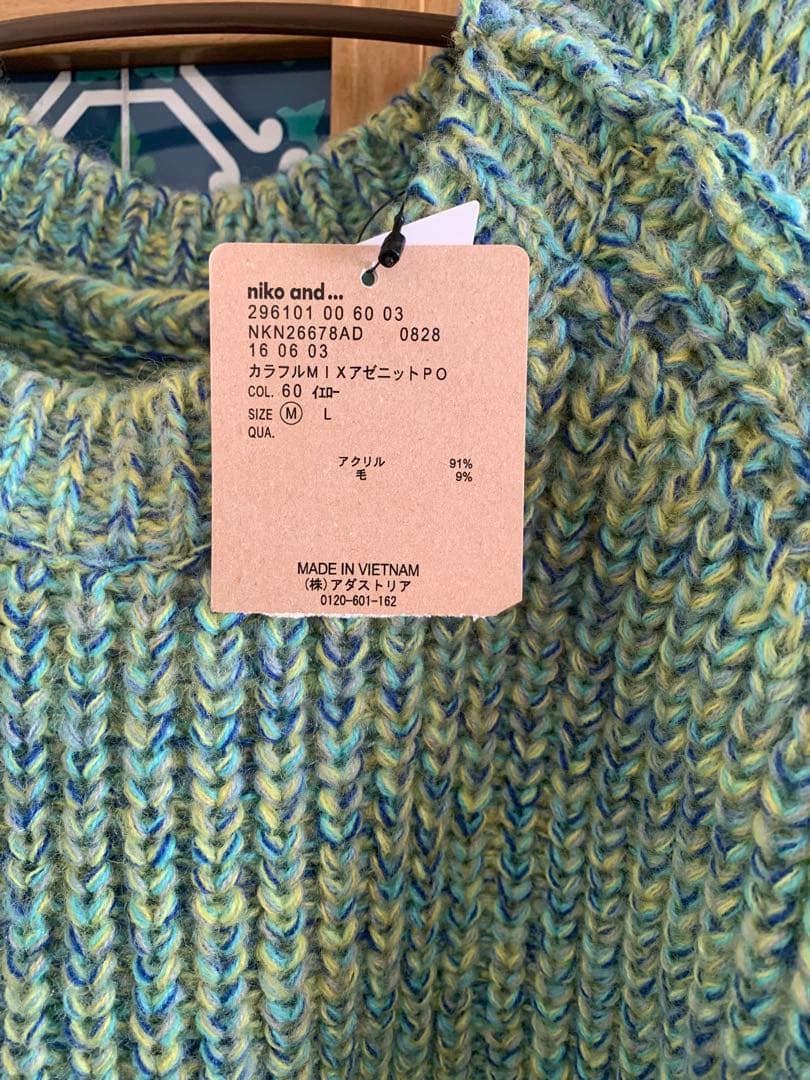 niko and...
296101 00 60 03
NKN26678AD 0828
16 06 03
カラフルMIXアゼニットPO
COL. 60 イエロー
SIZE Ⓜ L
QUA.
アクリル 91%
毛 9%
MADE IN VIETNAM
(株)アダストリア
0120-601-162